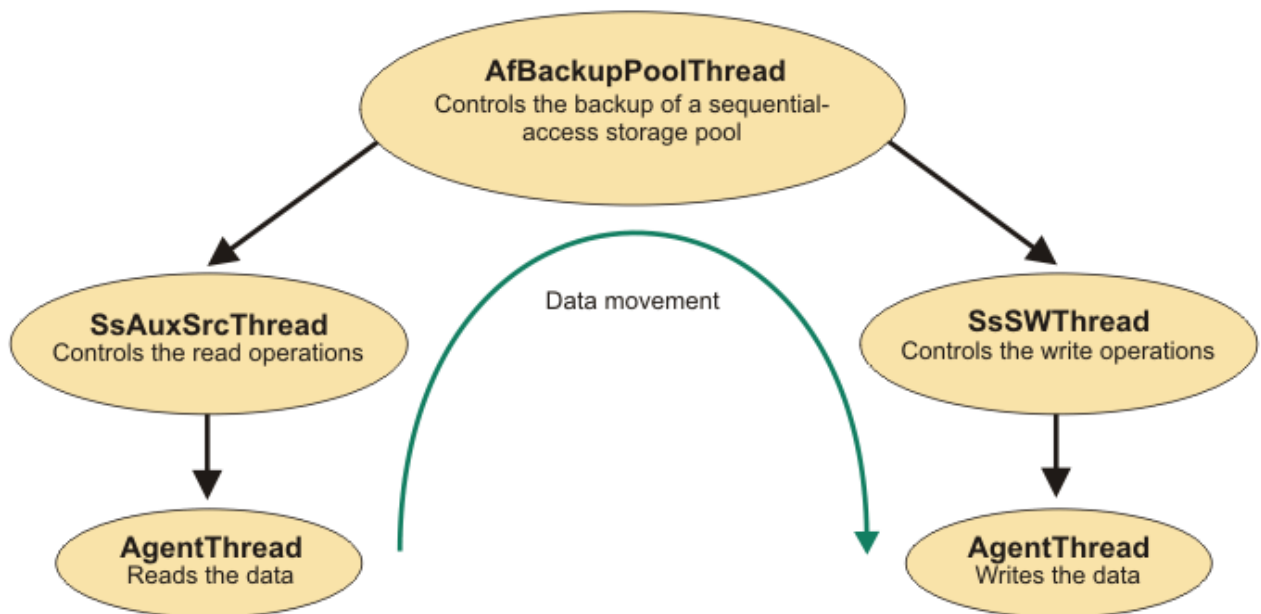 AfBackupPoolThread
Controls the backup of a sequential-
access storage pool
Data movement
SsAuxSrcThread
Controls the read operations
SsSWThread
Controls the write operations
AgentThread
Reads the data
AgentThread
Writes the data